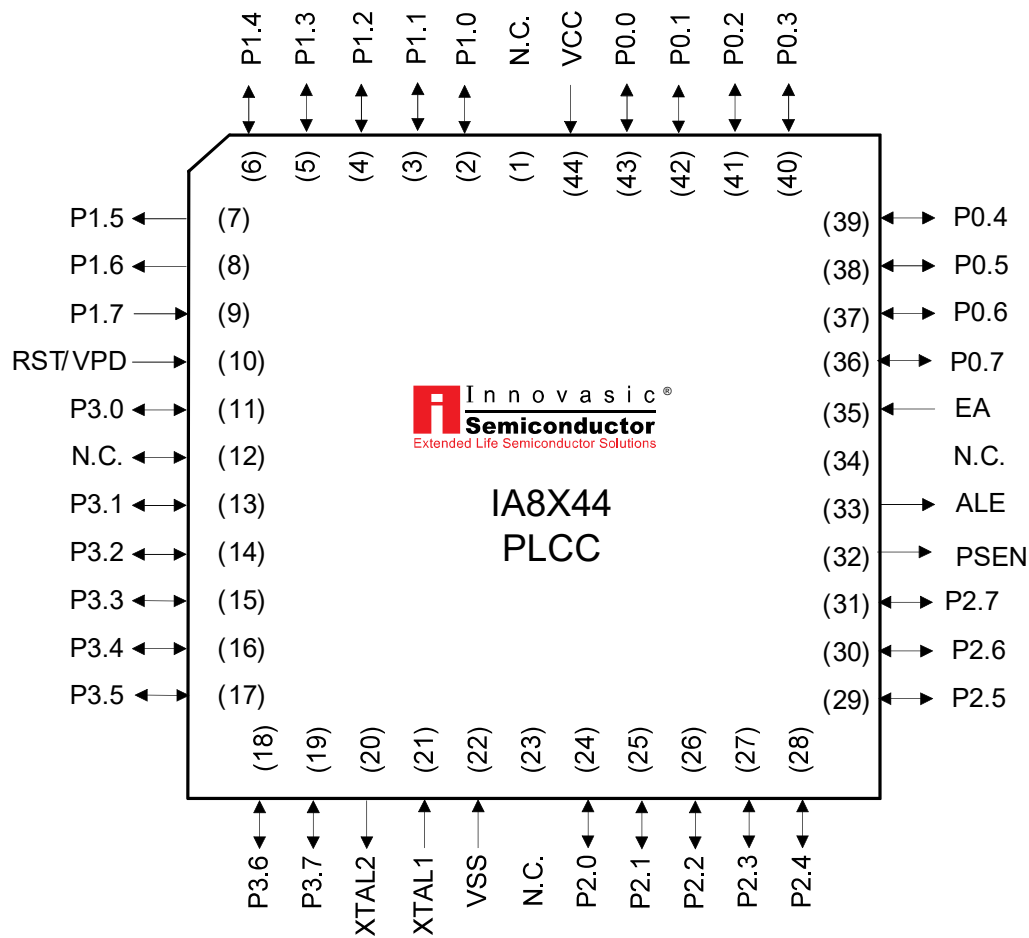 P1.4 P1.3 P1.2 P1.1 P1.0 N.C. VCC P0.0 P0.1 P0.2 P0.3
(6) (5) (4) (3) (2) (1) (44) (43) (42) (41) (40)
P1.5 (7) (39) P0.4
P1.6 (8) (38) P0.5
P1.7 (9) (37) P0.6
RST/VPD (10) (36) P0.7
P3.0 (11) (35) EA
N.C. (12) (34) N.C.
P3.1 (13) (33) ALE
P3.2 (14) (32) PSEN
P3.3 (15) (31) P2.7
P3.4 (16) (30) P2.6
P3.5 (17) (29) P2.5
i Innovasic ®
Semiconductor
Extended Life Semiconductor Solutions
IA8X44
PLCC
(18) (19) (20) (21) (22) (23) (24) (25) (26) (27) (28)
P3.6 P3.7 XTAL2 XTAL1 VSS N.C. P2.0 P2.1 P2.2 P2.3 P2.4